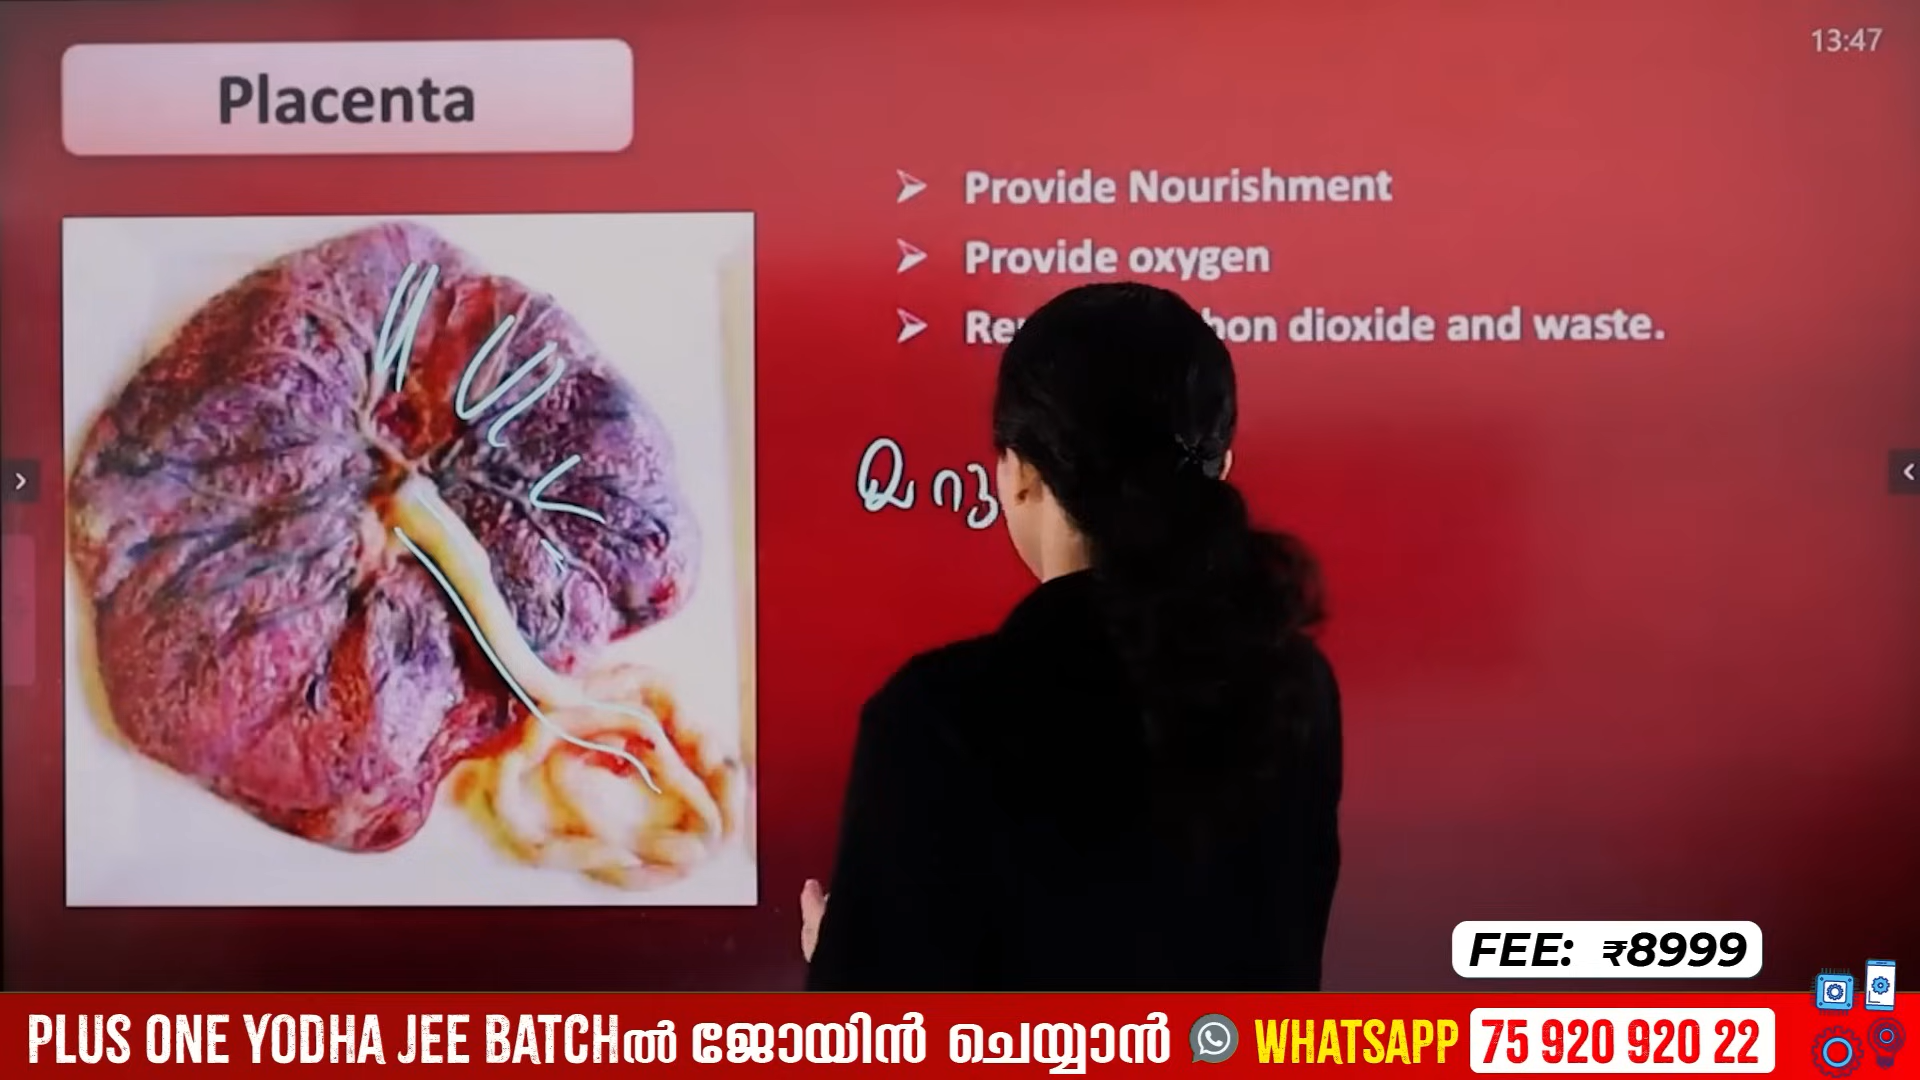 13:47
Placenta
Provide Nourishment
Provide oxygen
dioxide and waste.
FEE: ₹8999
PLUS ONE YODHA JEE BATCHൽ ജോയിൻ ചെയ്യാൻ WHATSAPP 75 920 920 22